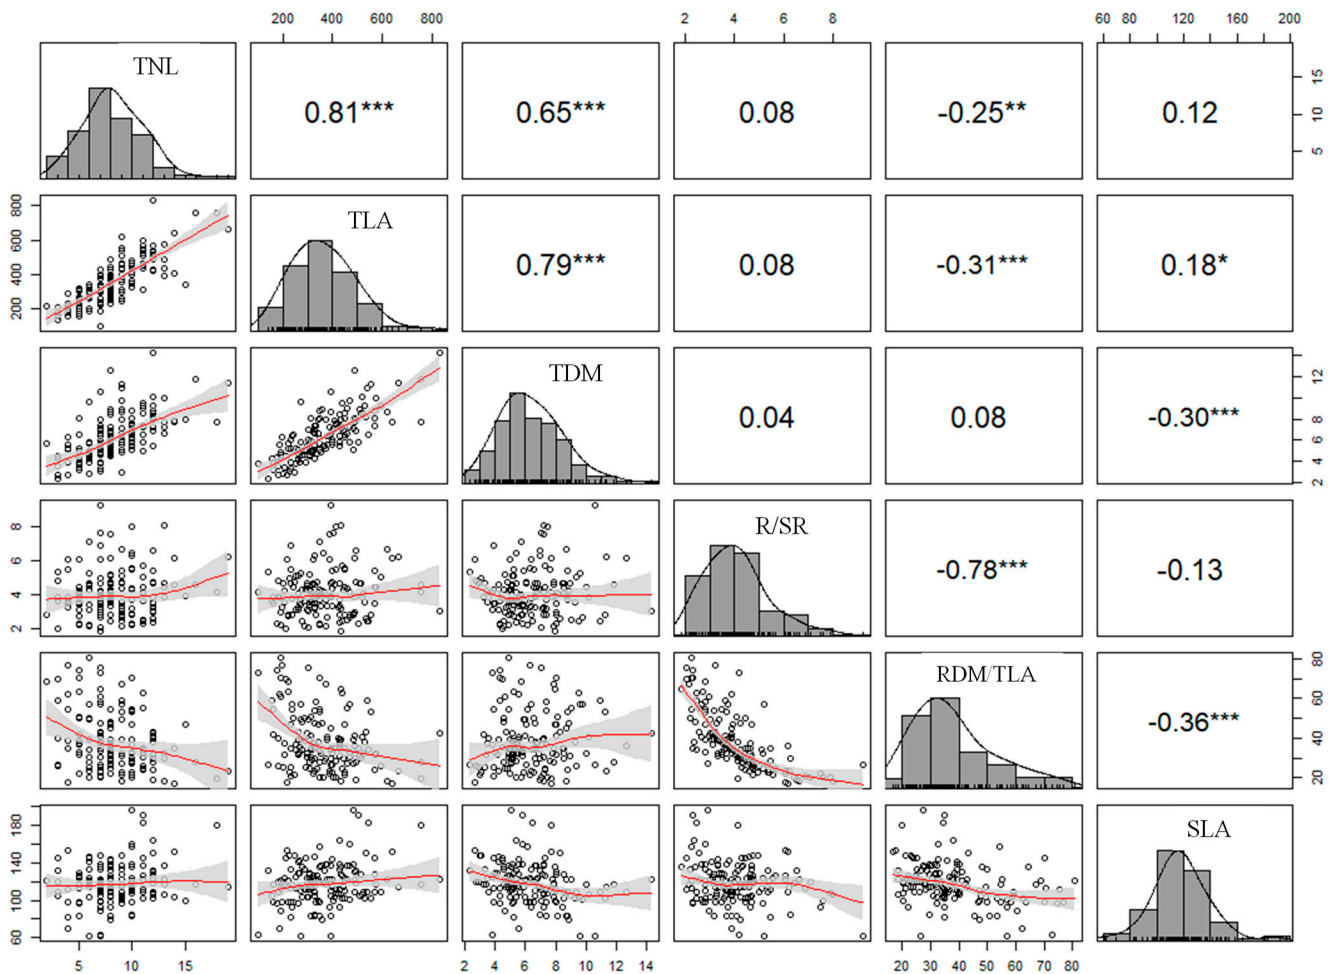 200 400 600 800 2 4 6 8 60 80 120 160 200
TNL 0.81*** 0.65*** 0.08 -0.25** 0.12 5 10 15
200 400 600 800 TLA 0.79*** 0.08 -0.31*** 0.18*
TDM 0.04 0.08 -0.30*** 2 4 6 8 12
2 4 6 8 R/SR -0.78*** -0.13
RDM/TLA -0.36*** 20 40 60 80
60 100 140 180 SLA
5 10 15 2 4 6 8 10 12 14 20 30 40 50 60 70 80